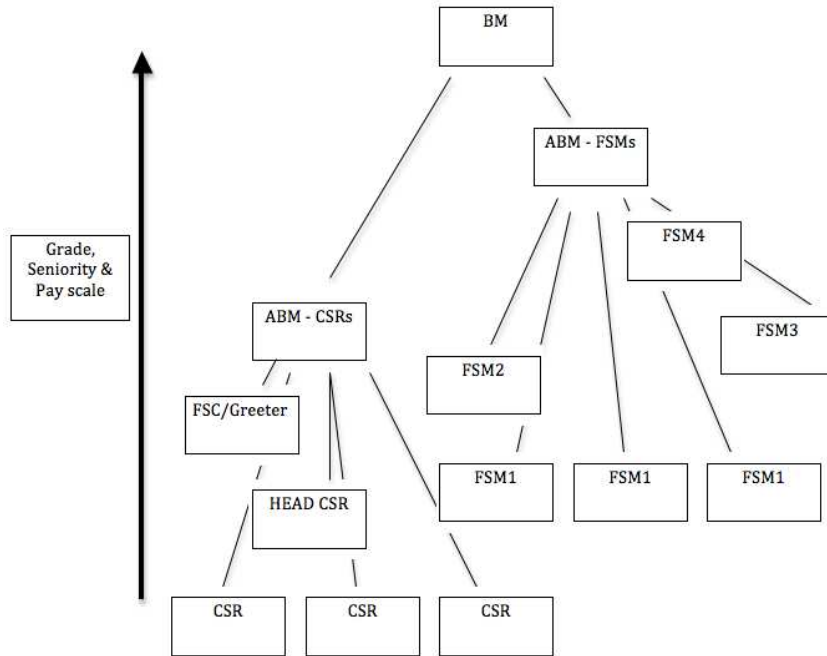 BM
ABM - FSMs
Grade,
Seniority &
Pay scale
FSM4
ABM - CSRs
FSM3
FSM2
FSC/Greeter
FSM1
FSM1
FSM1
HEAD CSR
CSR
CSR
CSR